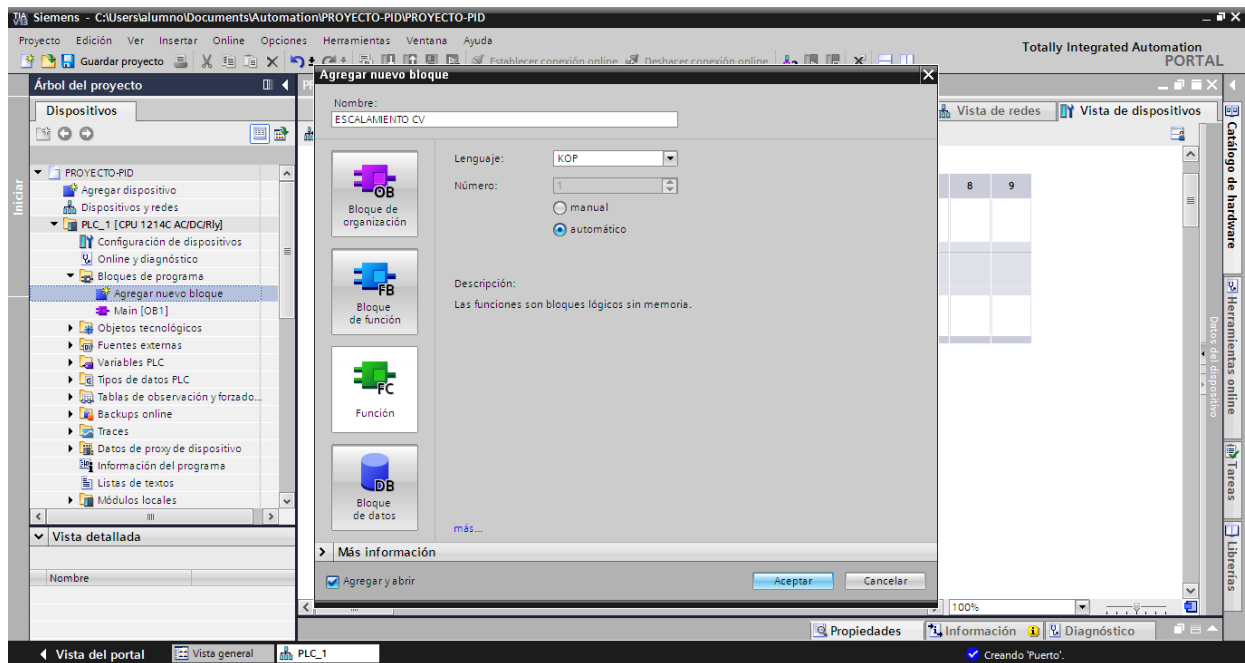 Siemens - C:\Users\alumno\Documents\Automation\PROYECTO-PID\PROYECTO-PID
Proyecto Edición Ver Insertar Online Opciones Herramientas Ventana Ayuda
Totally Integrated Automation
PORTAL
Guardar proyecto
Establecer conexión online Deshacer conexión online
Árbol del proyecto
Dispositivos
PROYECTO-PID
Agregar dispositivo
Dispositivos y redes
PLC_1 [CPU 1214C AC/DC/Rly]
Configuración de dispositivos
Online y diagnóstico
Bloques de programa
Agregar nuevo bloque
Main [OB1]
Objetos tecnológicos
Fuentes externas
Variables PLC
Tipos de datos PLC
Tablas de observación y forzado...
Backups online
Traces
Datos de proxy de dispositivo
Información del programa
Listas de textos
Módulos locales
Vista detallada
Nombre
Iniciar
Agregar nuevo bloque
Nombre:
ESCALAMIENTO CV
OB
Bloque de
organización
FB
Bloque
de función
FC
Función
DB
Bloque
de datos
Lenguaje: KOP
Número: 1
manual
automático
Descripción:
Las funciones son bloques lógicos sin memoria.
más...
Más información
Agregar y abrir
Aceptar Cancelar
Vista de redes Vista de dispositivos
8 9
100%
Datos del dispositivo
Catálogo de hardware
Herramientas online
Tareas
Librerías
Propiedades Información Diagnóstico
Vista del portal Vista general PLC_1
Creando 'Puerto'.